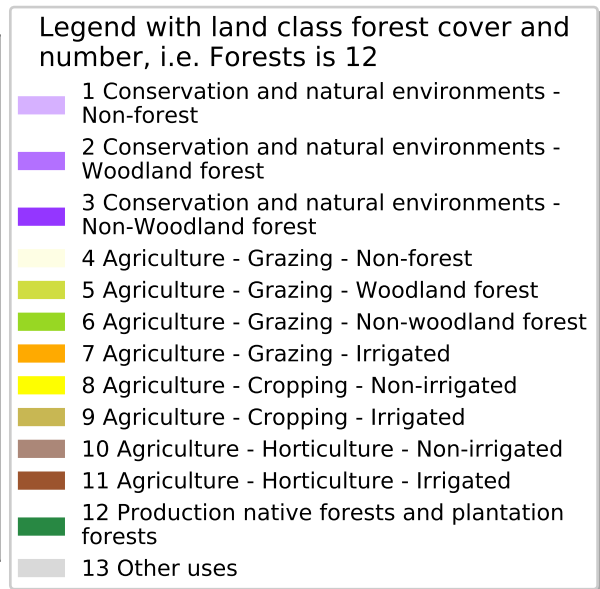 Legend with land class forest cover and
number, i.e. Forests is 12
1 Conservation and natural environments -
Non-forest
2 Conservation and natural environments -
Woodland forest
3 Conservation and natural environments -
Non-Woodland forest
4 Agriculture - Grazing - Non-forest
5 Agriculture - Grazing - Woodland forest
6 Agriculture - Grazing - Non-woodland forest
7 Agriculture - Grazing - Irrigated
8 Agriculture - Cropping - Non-irrigated
9 Agriculture - Cropping - Irrigated
10 Agriculture - Horticulture - Non-irrigated
11 Agriculture - Horticulture - Irrigated
12 Production native forests and plantation
forests
13 Other uses